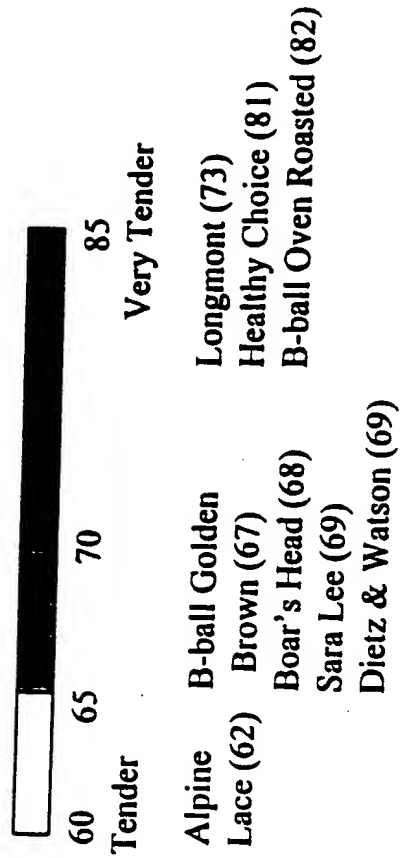 60 65 70 85
Tender Very Tender
Alpine
Lace (62)
B-ball Golden
Brown (67)
Boar's Head (68)
Sara Lee (69)
Dietz & Watson (69)
Longmont (73)
Healthy Choice (81)
B-ball Oven Roasted (82)